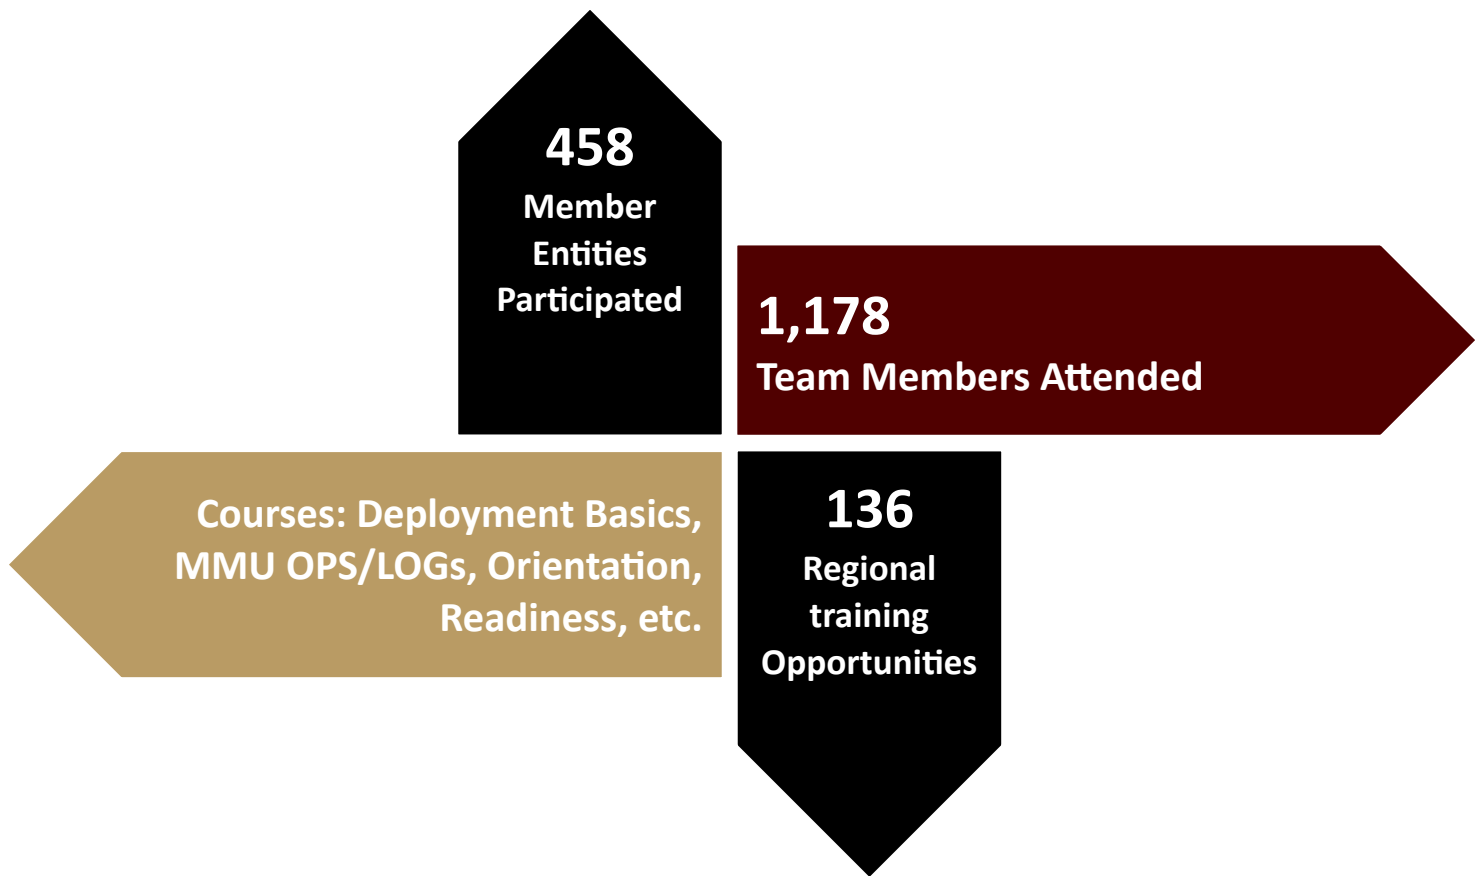 458
Member
Entities
Participated
1,178
Team Members Attended
Courses: Deployment Basics,
MMU OPS/LOGs, Orientation,
Readiness, etc.
136
Regional
training
Opportunities